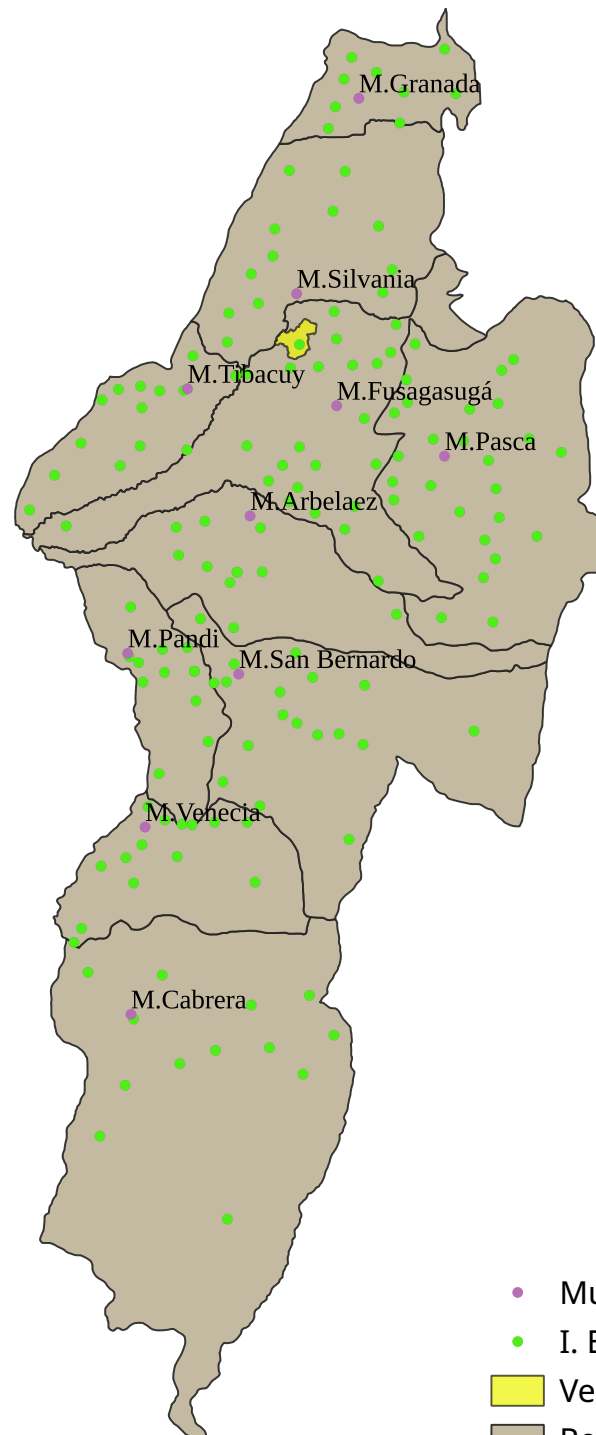 M.Granada
M.Silvania
M.Tibacuy
M.Fusagasugá
M.Pasca
M.Arbelaez
M.Pandi
M.San Bernardo
M.Venecia
M.Cabrera
I.